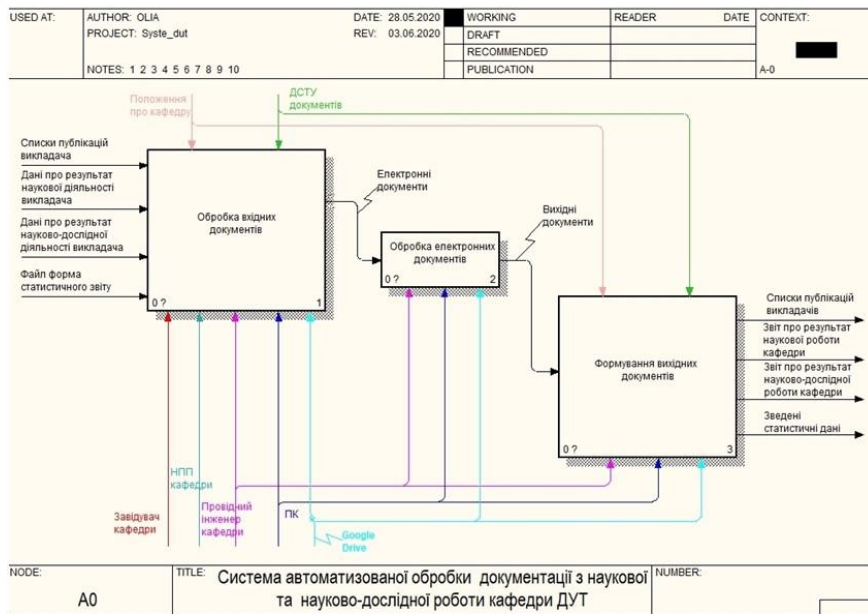 USED AT:
AUTHOR: OLIA
DATE: 28.05.2020
WORKING
READER
DATE
CONTEXT:
PROJECT: Syste_dut
REV: 03.06.2020
DRAFT
RECOMMENDED
NOTES: 1 2 3 4 5 6 7 8 9 10
PUBLICATION
A-0
Положення
про кафедру
ДСТУ
документів
Списки публікацій
викладача
Дані про результат
наукової діяльності
викладача
Дані про результат
науково-дослідної
діяльності викладача
Файл форма
статистичного звіту
Обробка вхідних
документів
0 ?
1
Електронні
документи
Обробка електронних
документів
0 ?
2
Вихідні
документи
Формування вихідних
документів
0 ?
3
Списки публікацій
викладачів
Звіт про результат
наукової роботи
кафедри
Звіт про результат
науково-дослідної
роботи кафедри
Зведені
статистичні дані
НПП
кафедри
Завідувач
кафедри
Провідний
інженер
кафедри
ПК
Google
Drive
NODE:
A0
TITLE:
Система автоматизованої обробки документації з наукової
та науково-дослідної роботи кафедри ДУТ
NUMBER: